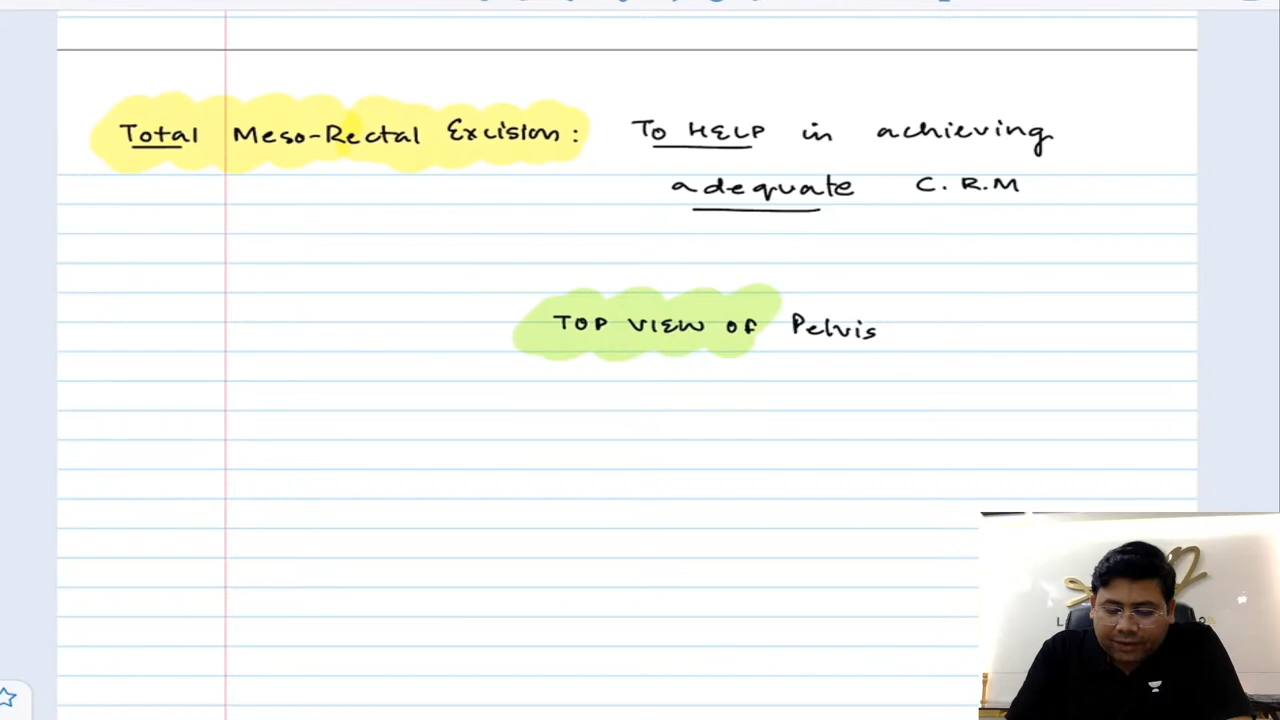 Total Meso-Rectal Excision: To HELP in achieving
adequate C.R.M
TOP VIEW OF Pelvis